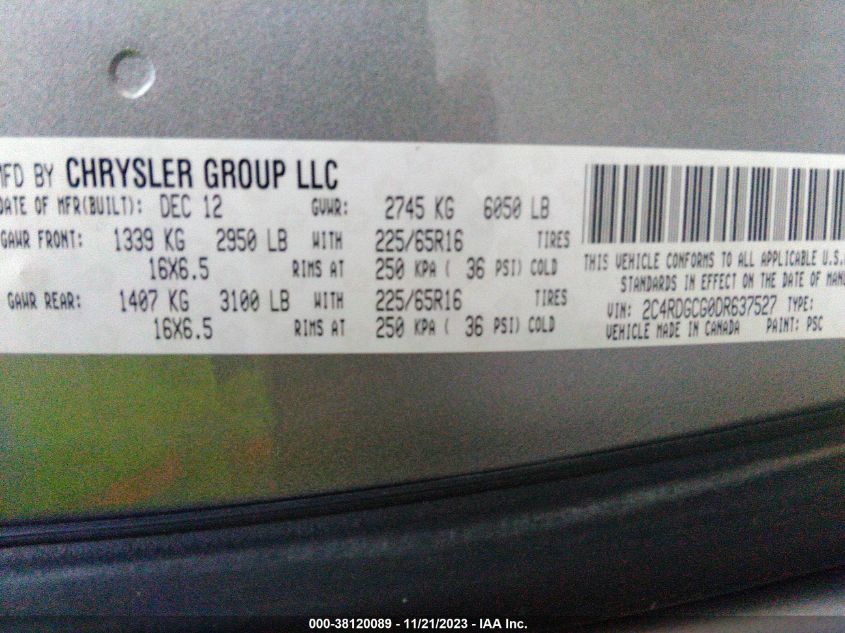 MFD BY CHRYSLER GROUP LLC
DATE OF MFR(BUILT): DEC 12 GVWR: 2745 KG 6050 LB
GAWR FRONT: 1339 KG 2950 LB WITH 225/65R16 TIRES
16X6.5 RIMS AT 250 KPA ( 36 PSI) COLD
GAWR REAR: 1407 KG 3100 LB WITH 225/65R16 TIRES
16X6.5 RIMS AT 250 KPA ( 36 PSI) COLD
THIS VEHICLE CONFORMS TO ALL APPLICABLE U.S.
STANDARDS IN EFFECT ON THE DATE OF MANU
VIN: 2C4RDGCG0DR637527 TYPE:
VEHICLE MADE IN CANADA PAINT: PSC
000-38120089 - 11/21/2023 - IAA Inc.